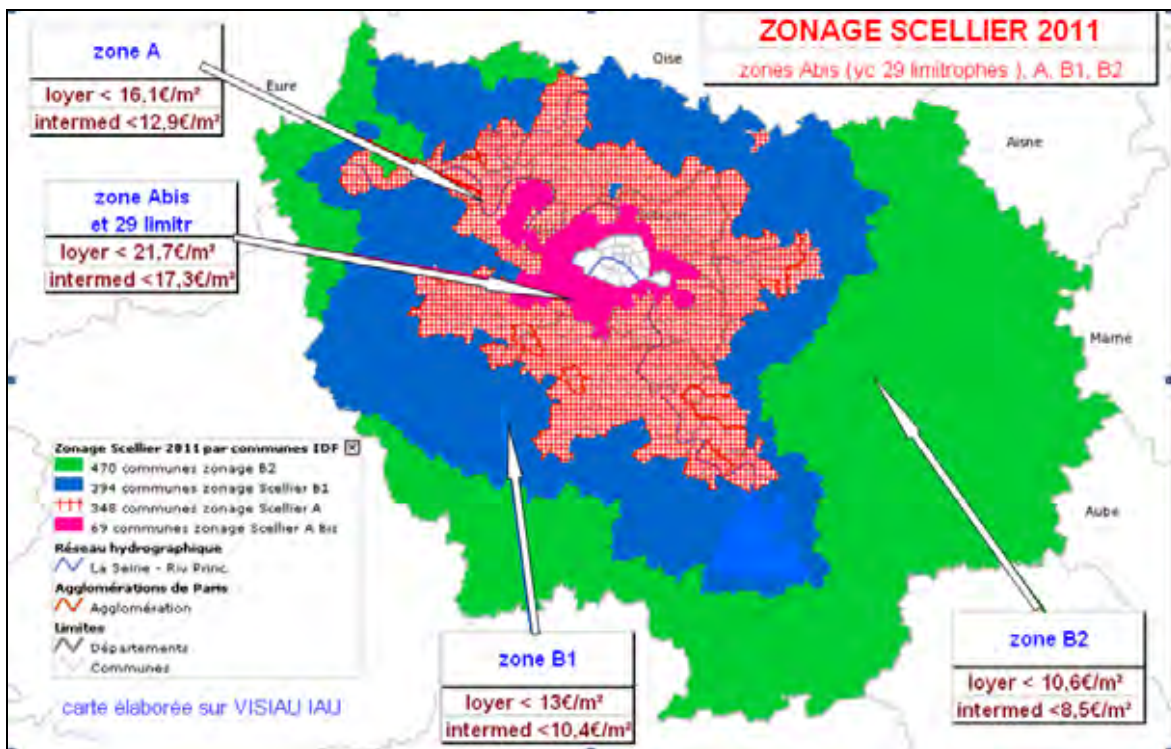 ZONAGE SCELLIER 2011
zones Abis (yc 29 limitrophes ), A, B1, B2
zone A
loyer < 16,1€/m²
intermed <12,9€/m²
Eure
Oise
Aisne
zone Abis
et 29 limitr
loyer < 21,7€/m²
intermed <17,3€/m²
Marne
Aube
Zonage Scellier 2011 par communes IDF
470 communes zonage B2
394 communes zonage Scellier B1
348 communes zonage Scellier A
69 communes zonage Scellier A Bis
Réseau hydrographique
La Seine - Riv Princ.
Agglomérations de Paris
Agglomération
Limites
Départements
Communes
carte élaborée sur VISIAU IAU
zone B1
loyer < 13€/m²
intermed <10,4€/m²
zone B2
loyer < 10,6€/m²
intermed <8,5€/m²